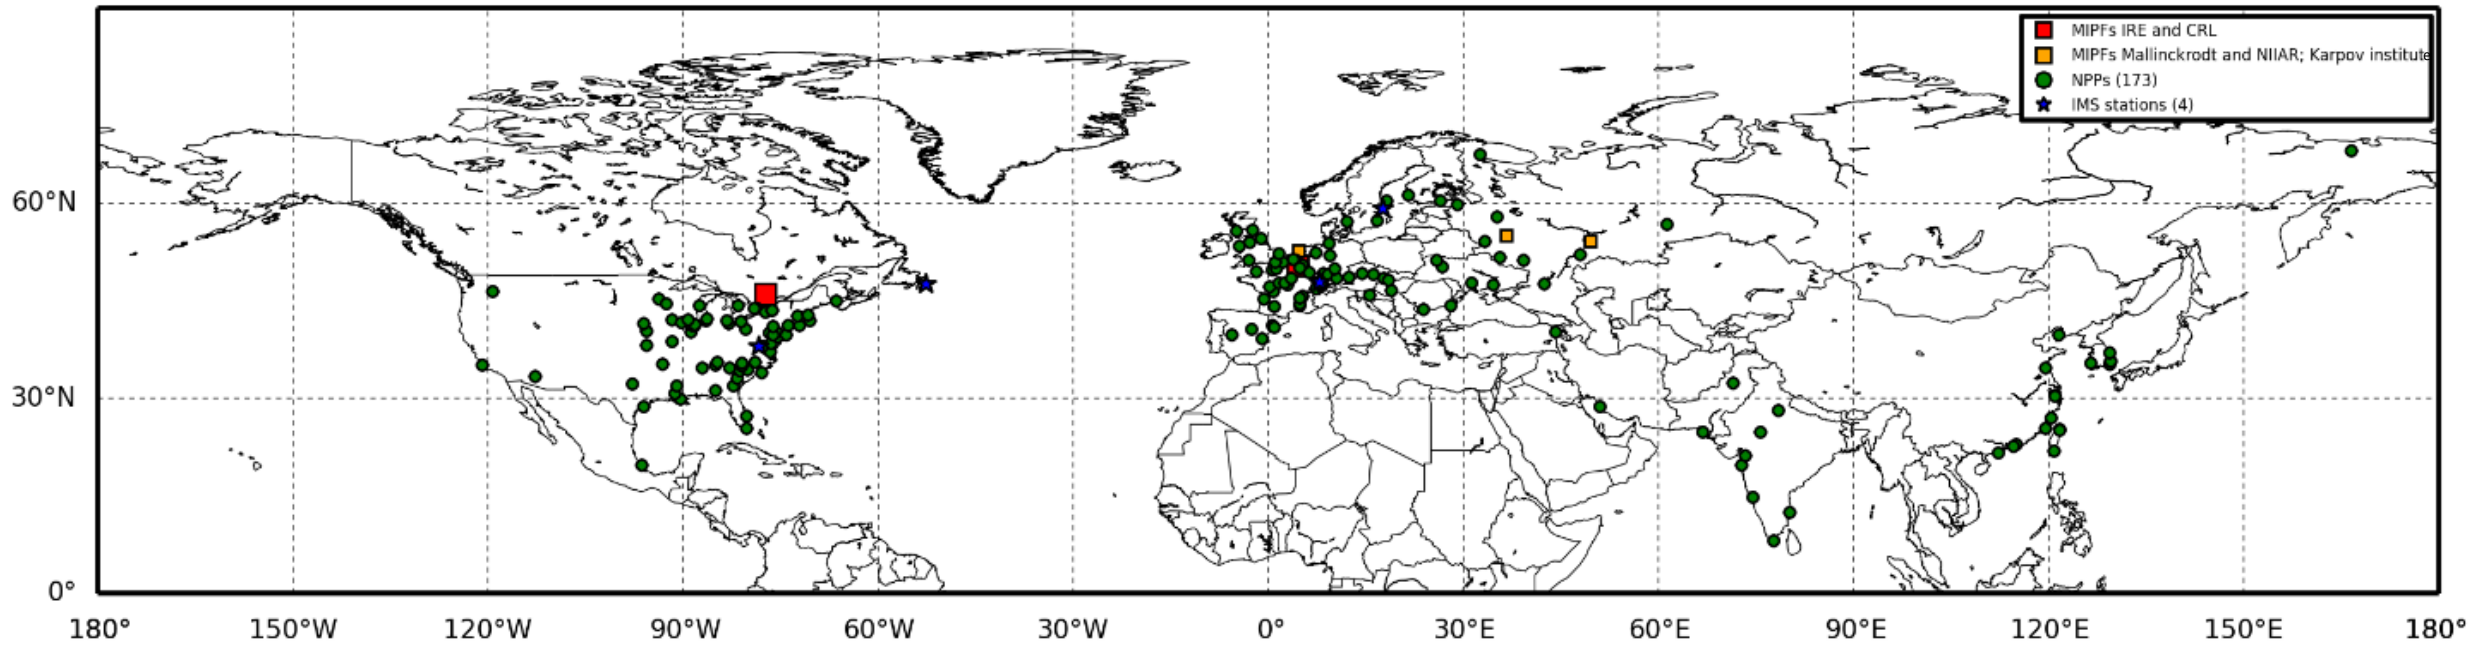 MIPFs IRE and CRL
MIPFs Mallinckrodt and NIIAR; Karpov institute
NPPs (173)
IMS stations (4)
60°N
30°N
0°
180° 150°W 120°W 90°W 60°W 30°W 0° 30°E 60°E 90°E 120°E 150°E 180°